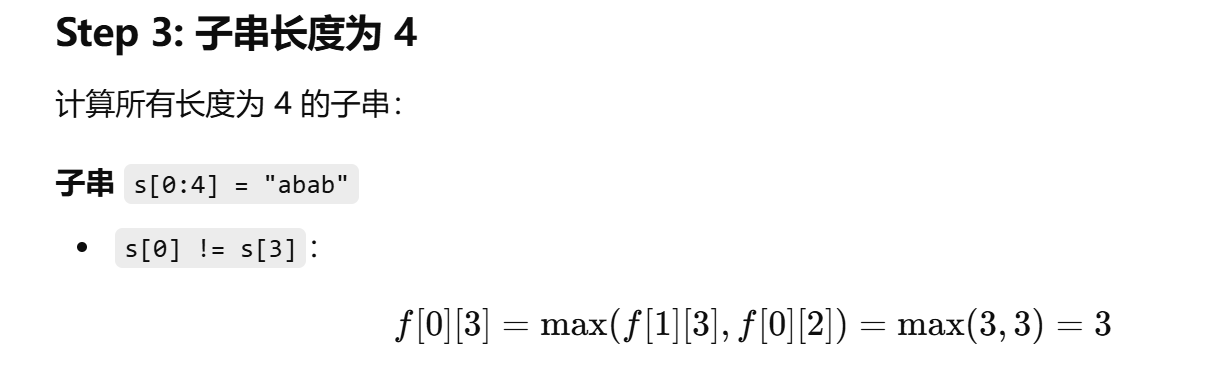 Step 3: 子串长度为 4
计算所有长度为 4 的子串：
子串 s[0:4] = "abab"
• s[0] != s[3]：
f[0][3] = max(f[1][3], f[0][2]) = max(3, 3) = 3